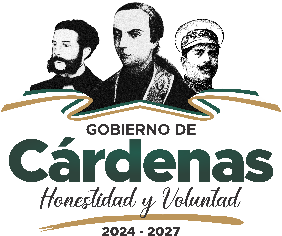 GOBIERNO DE
Cárdenas
Honestidad y Voluntad
2024 - 2027